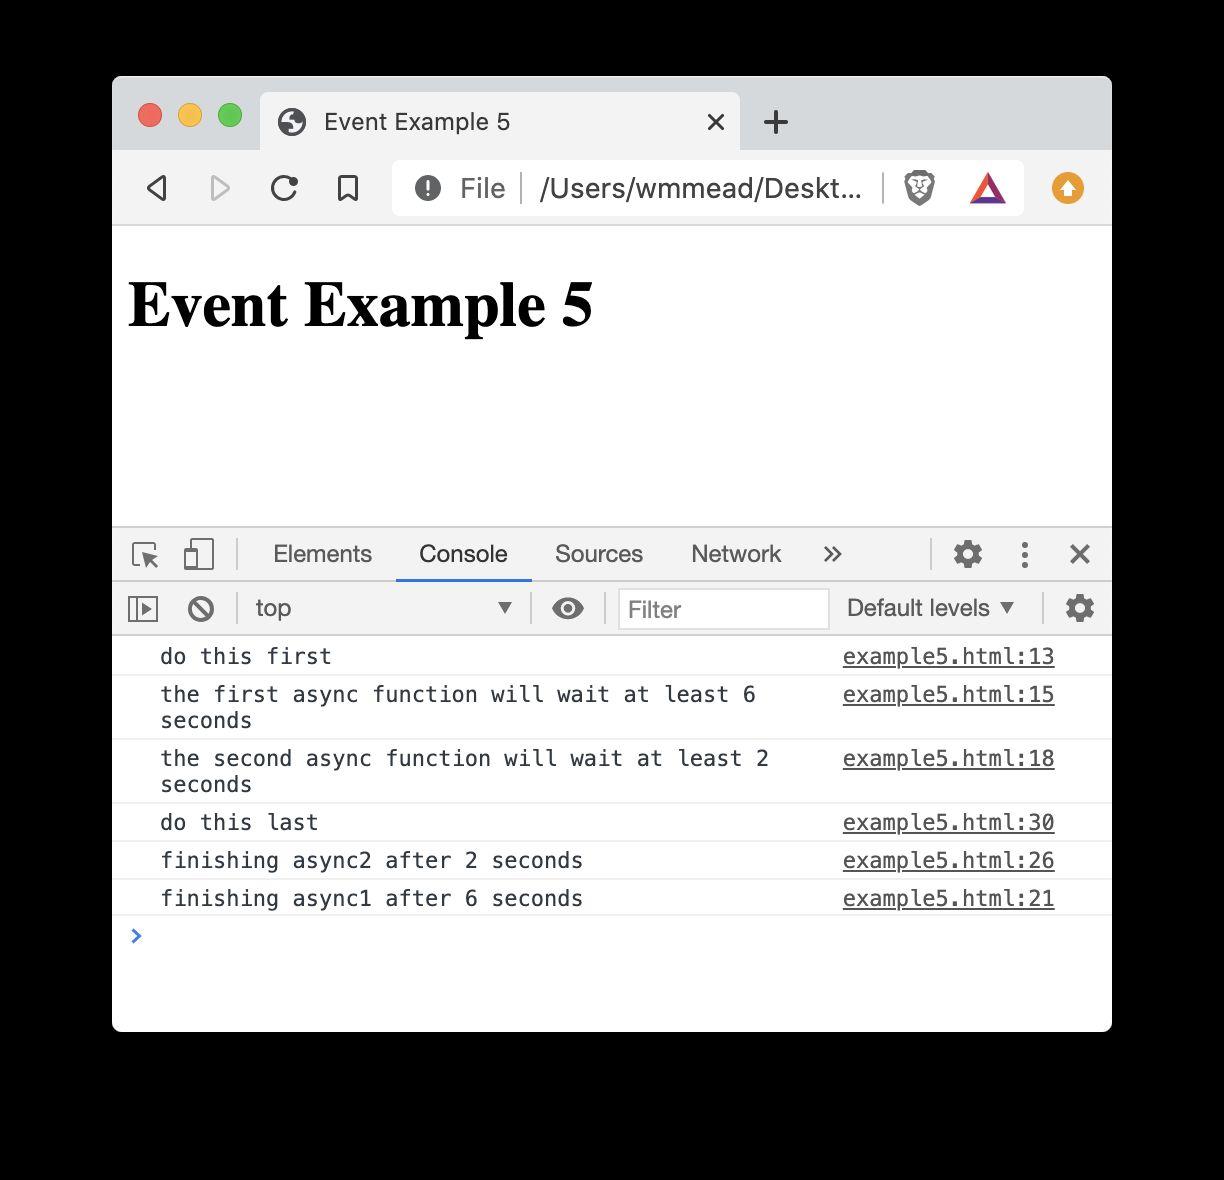 Event Example 5
File /Users/wmmead/Deskt...
Event Example 5
Elements Console Sources Network
top Filter Default levels
do this first example5.html:13
the first async function will wait at least 6 example5.html:15
seconds
the second async function will wait at least 2 example5.html:18
seconds
do this last example5.html:30
finishing async2 after 2 seconds example5.html:26
finishing async1 after 6 seconds example5.html:21